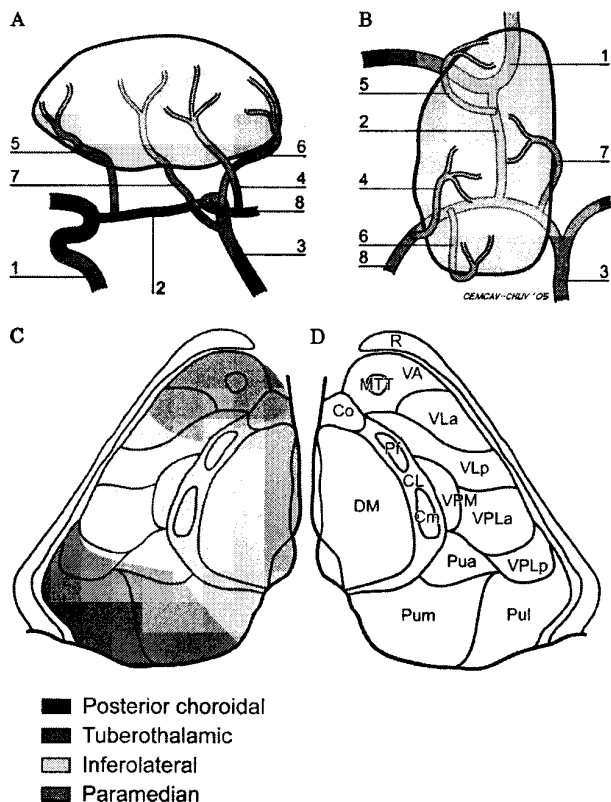 A
5
7
1
2
6
4
8
3
B
1
5
2
7
4
6
8
3
CEMCAV-CHUV '05
C
D
R
VA
MTT
Co
VLa
Pf
VLp
CL
VPM
DM
Cm
VPLa
Pua
VPLp
Pum
Pul
Posterior choroidal
Tuberothalamic
Inferolateral
Paramedian